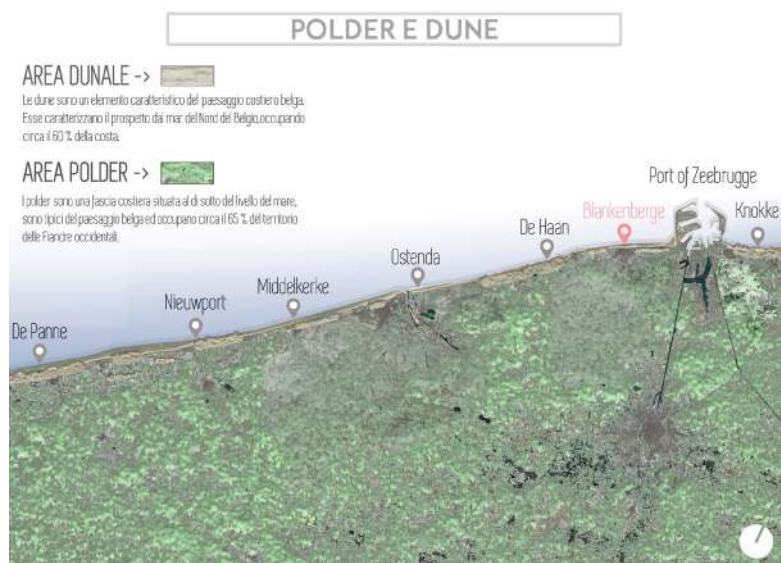 POLDER E DUNE
AREA DUNALE ->
Le dune sono un elemento caratteristico del paesaggio costiero belga.
Esse caratterizzano il prospetto dal mar del Nord del Belgio,occupando
circa il 60 % della costa.
AREA POLDER ->
I polder sono una fascia costiera situata al di sotto del livello del mare,
sono tipici del paesaggio belga ed occupano circa il 65 % del territorio
delle Fiandre occidentali.
Port of Zeebrugge
Blankenberge
Knokke
De Haan
Ostenda
Middelkerke
Nieuwport
De Panne